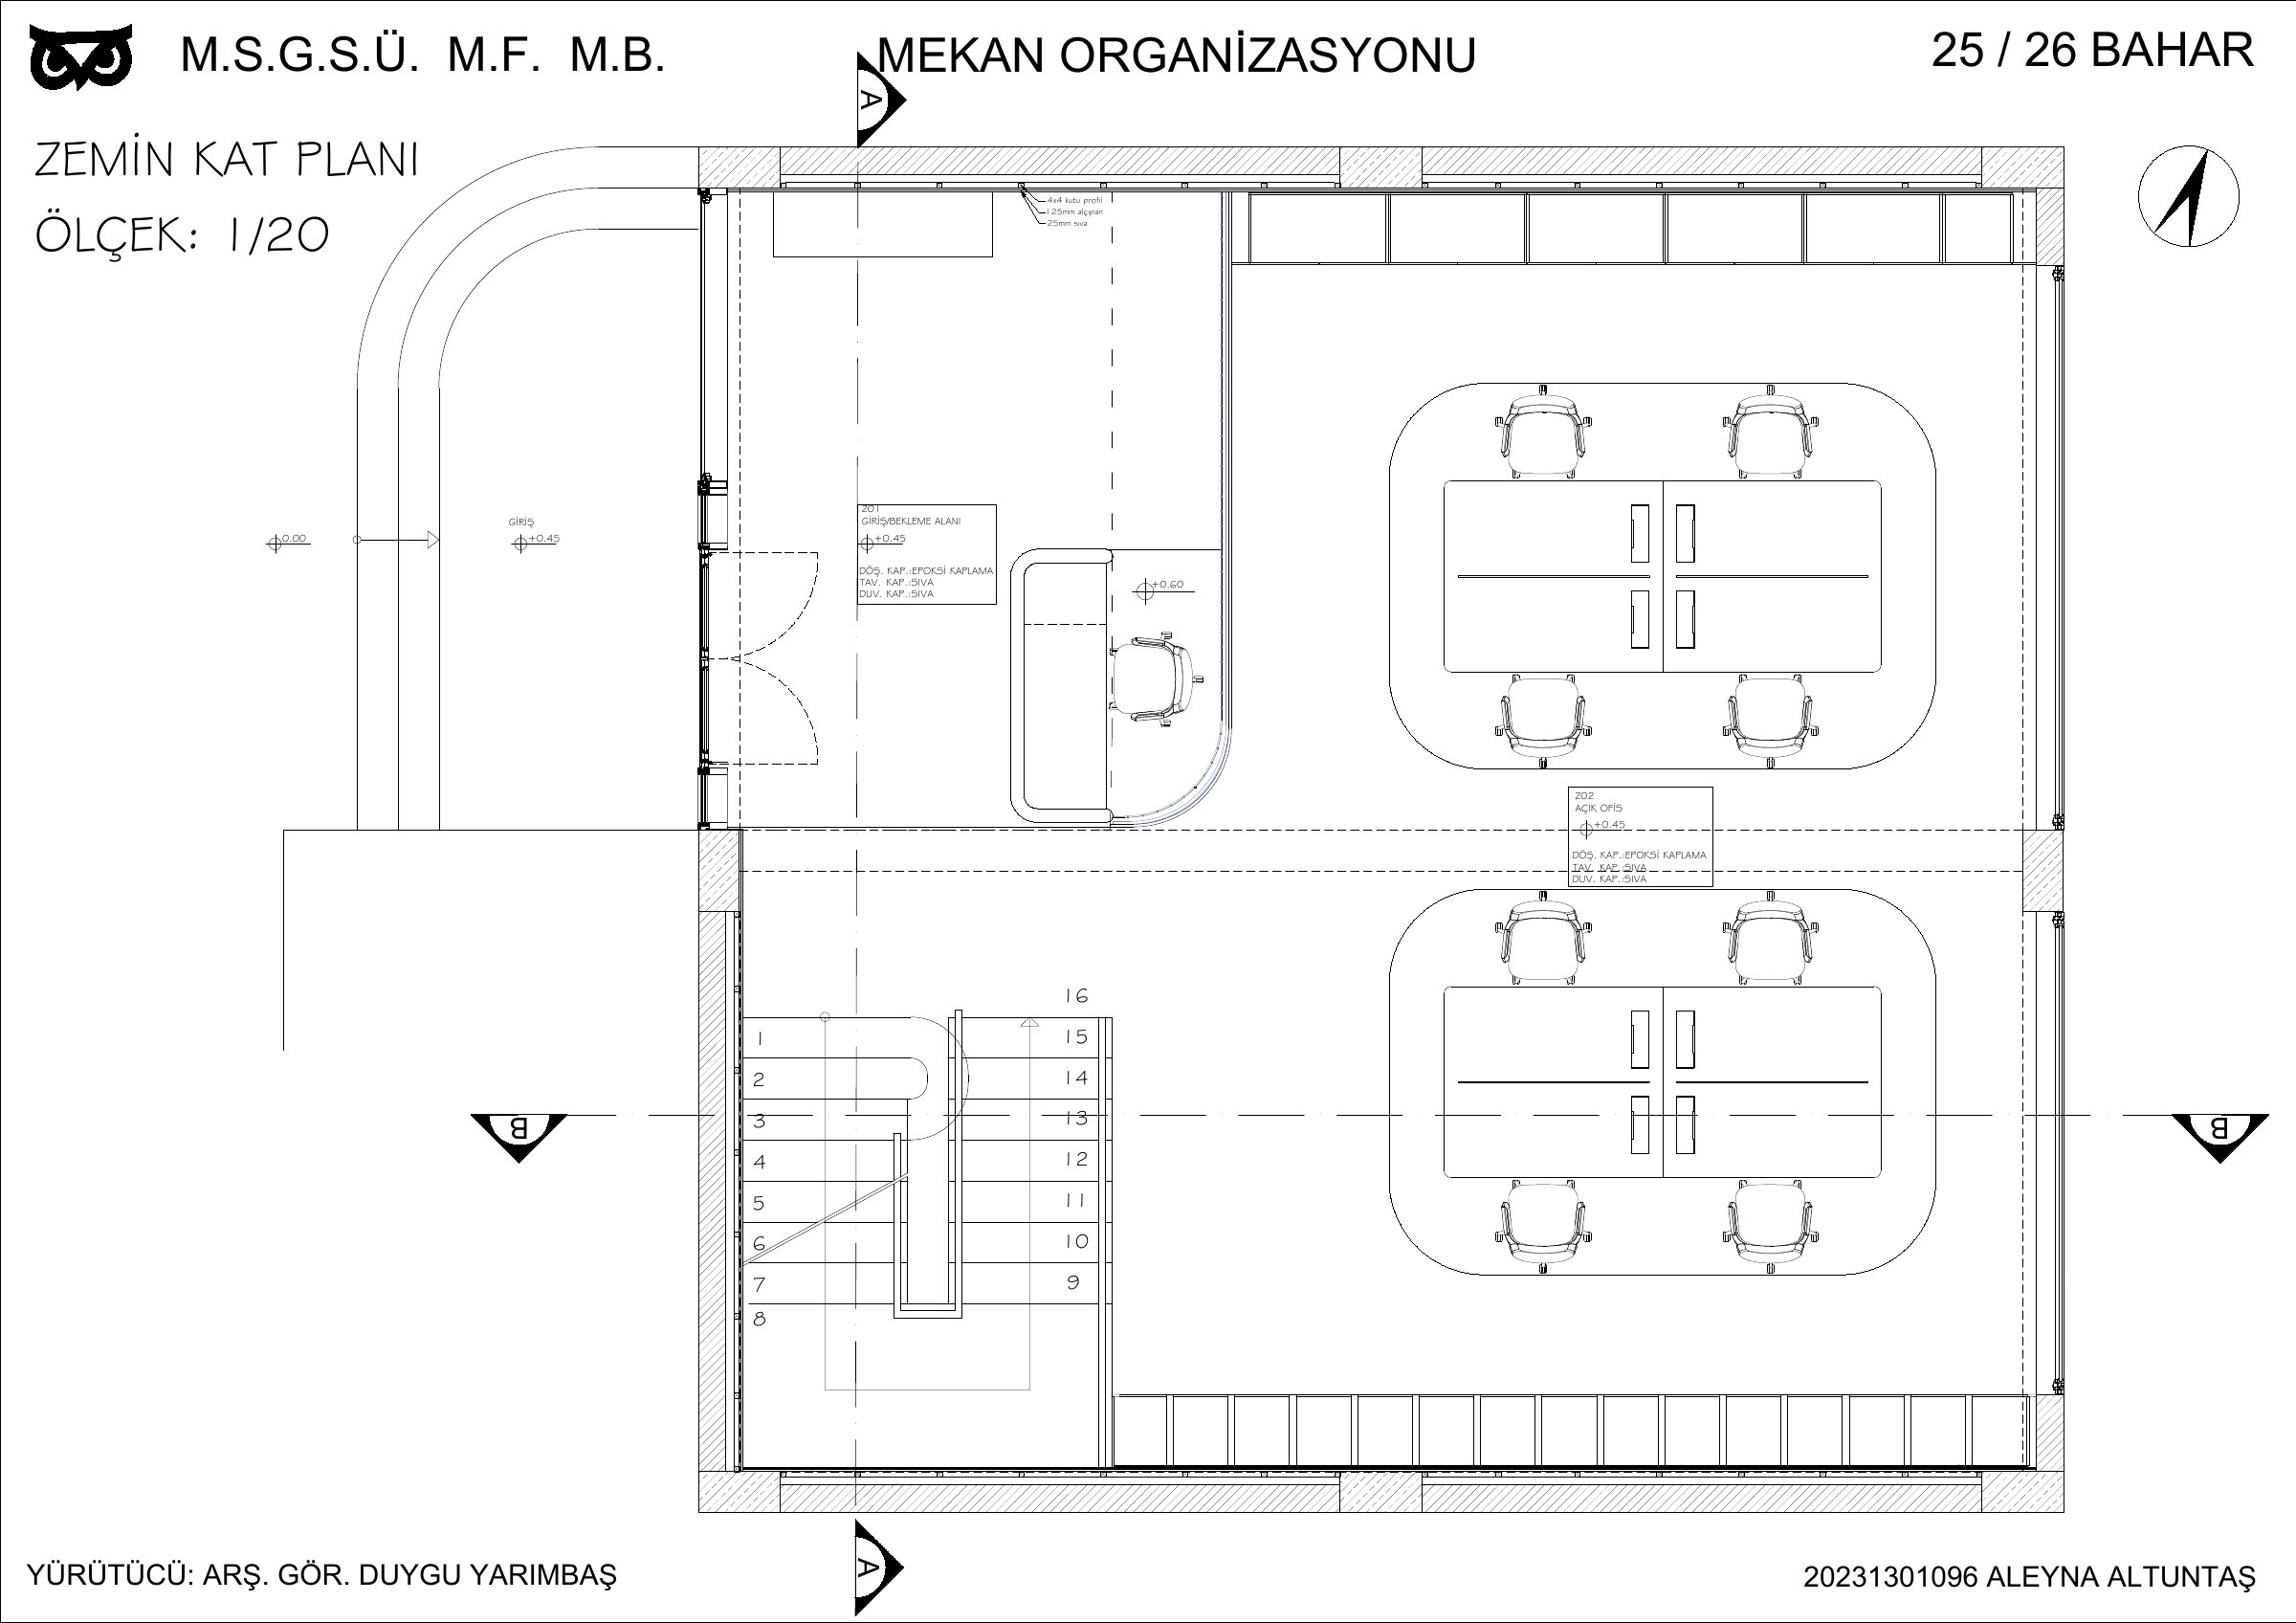 M.S.G.S.Ü. M.F. M.B.
MEKAN ORGANİZASYONU
25 / 26 BAHAR
A
ZEMİN KAT PLANI
ÖLÇEK: 1/20
4x4 kutu profil
125mm alçıpan
25mm sıva
GİRİŞ
0.00
+0.45
Z01
GİRİŞ/BEKLEME ALANI
+0.45
DÖŞ. KAP.:EPOKSİ KAPLAMA
TAV. KAP.:SIVA
DUV. KAP.:SIVA
+0.60
Z02
AÇIK OFİS
+0.45
DÖŞ. KAP.:EPOKSİ KAPLAMA
TAV. KAP.:SIVA
DUV. KAP.:SIVA
16
1
15
2
14
3
13
4
12
5
11
6
10
7
9
8
B
B
A
YÜRÜTÜCÜ: ARŞ. GÖR. DUYGU YARIMBAŞ
20231301096 ALEYNA ALTUNTAŞ